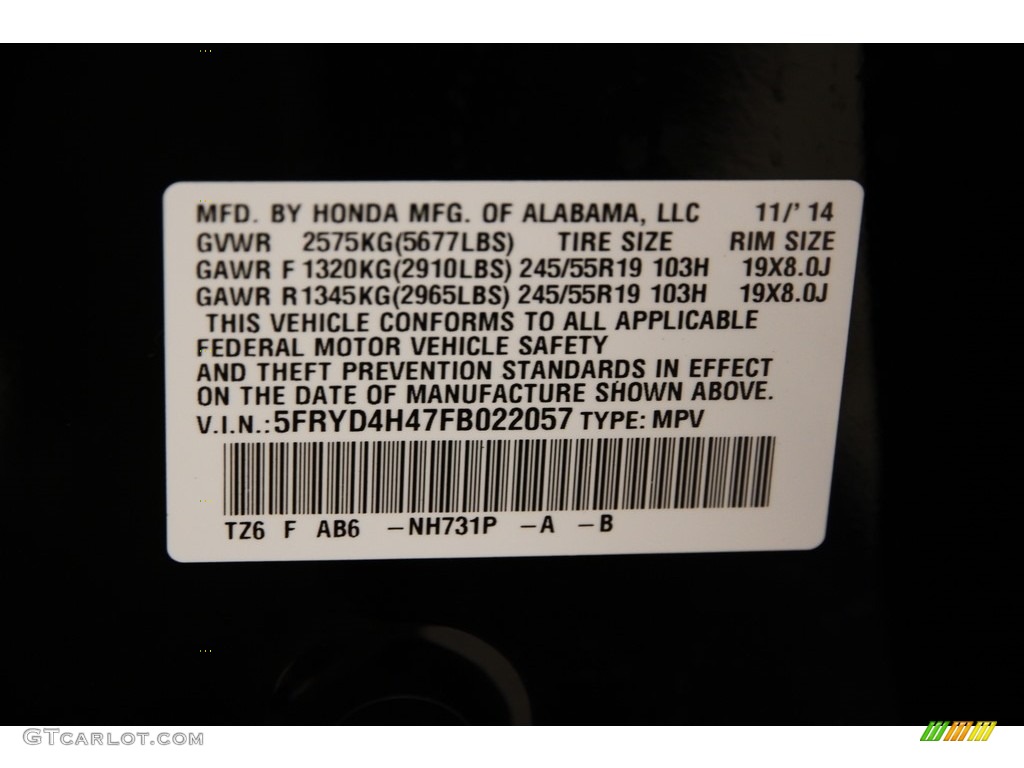 MFD. BY HONDA MFG. OF ALABAMA, LLC 11/' 14
GVWR 2575KG(5677LBS) TIRE SIZE RIM SIZE
GAWR F 1320KG(2910LBS) 245/55R19 103H 19X8.0J
GAWR R1345KG(2965LBS) 245/55R19 103H 19X8.0J
THIS VEHICLE CONFORMS TO ALL APPLICABLE
FEDERAL MOTOR VEHICLE SAFETY
AND THEFT PREVENTION STANDARDS IN EFFECT
ON THE DATE OF MANUFACTURE SHOWN ABOVE.
V.I.N.: 5FRYD4H47FB022057 TYPE: MPV
TZ6 F AB6 –NH731P –A –B
GTCARLOT.COM